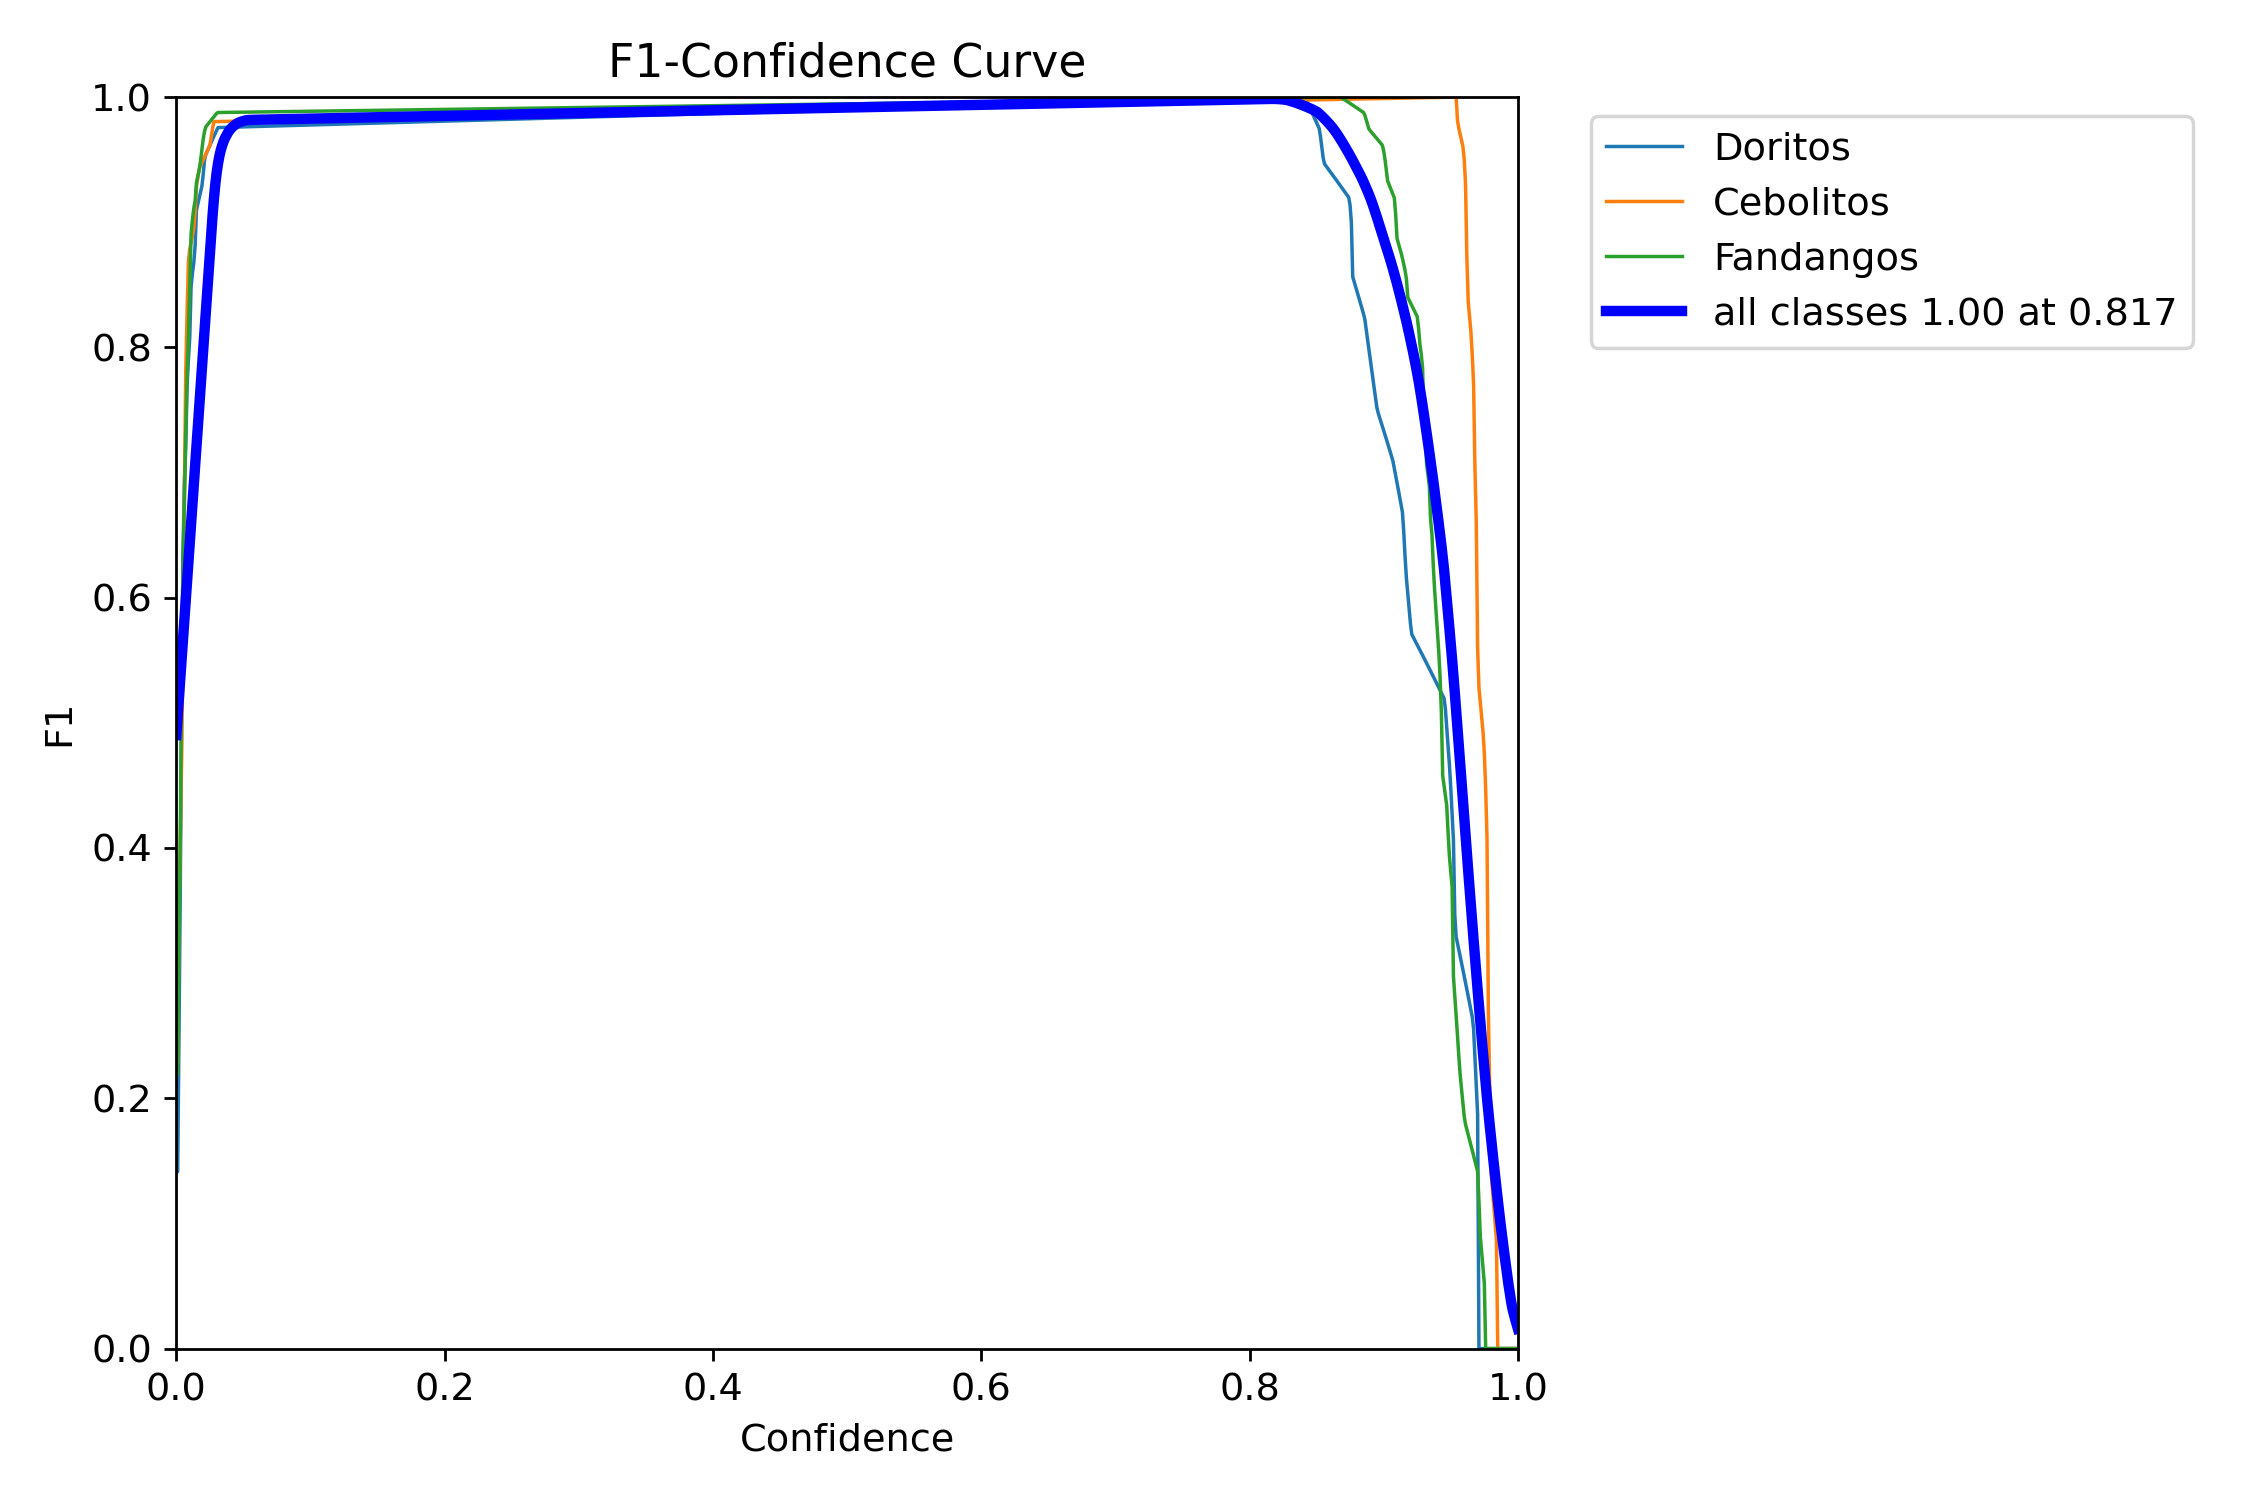 F1-Confidence Curve
1.0
0.8
0.6
0.4
0.2
0.0
F1
0.0 0.2 0.4 0.6 0.8 1.0
Confidence
Doritos
Cebolitos
Fandangos
all classes 1.00 at 0.817